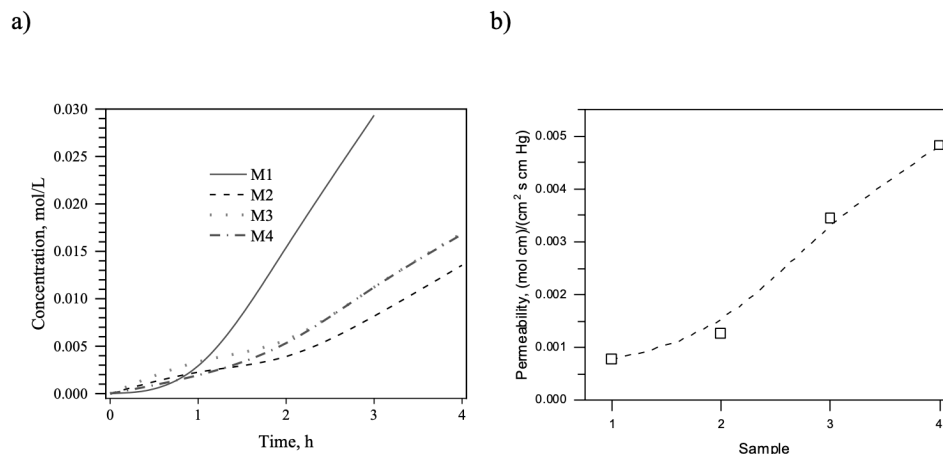 a)
b)
0.030
0.025
0.020
0.015
0.010
0.005
0.000
Concentration, mol/L
M1
M2
M3
M4
0 1 2 3 4
Time, h
0.005
0.004
0.003
0.002
0.001
0.000
Permeability, (mol cm)/(cm² s cm Hg)
1 2 3 4
Sample